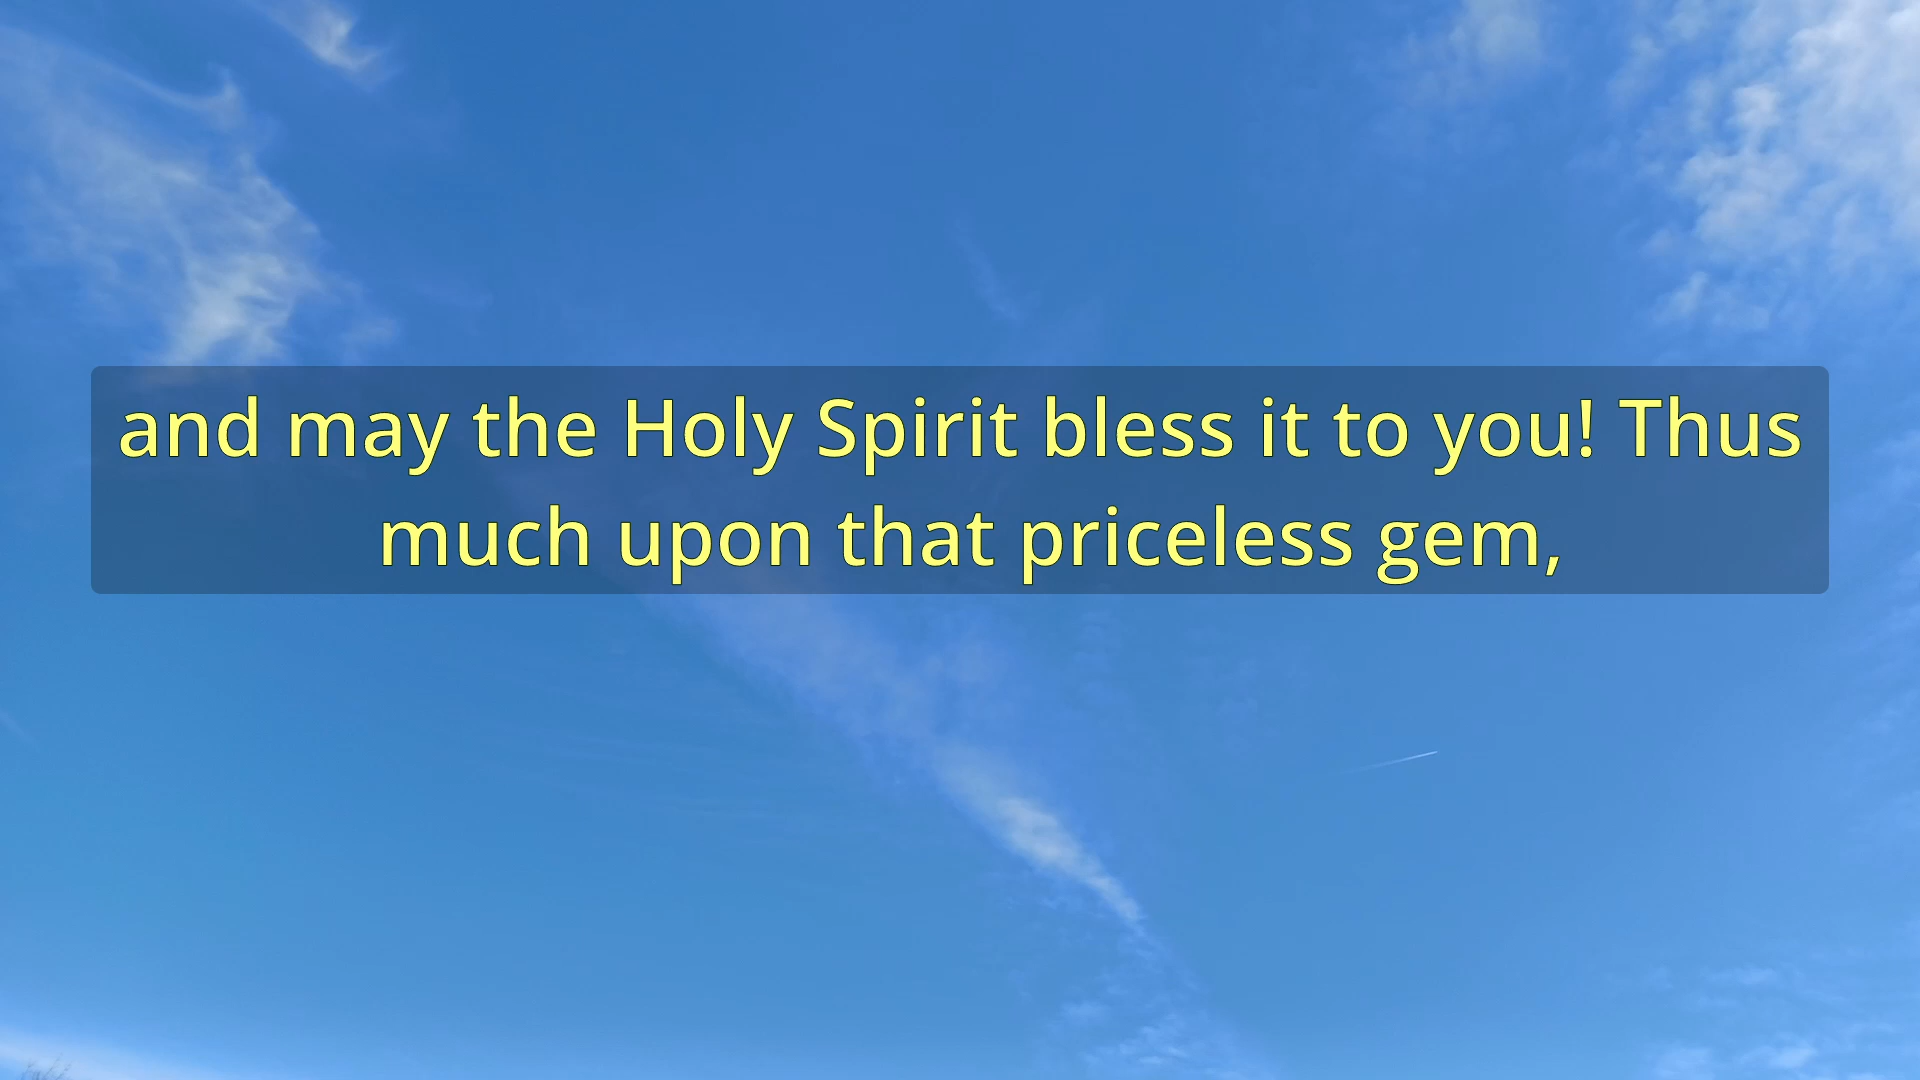 and may the Holy Spirit bless it to you! Thus
much upon that priceless gem,